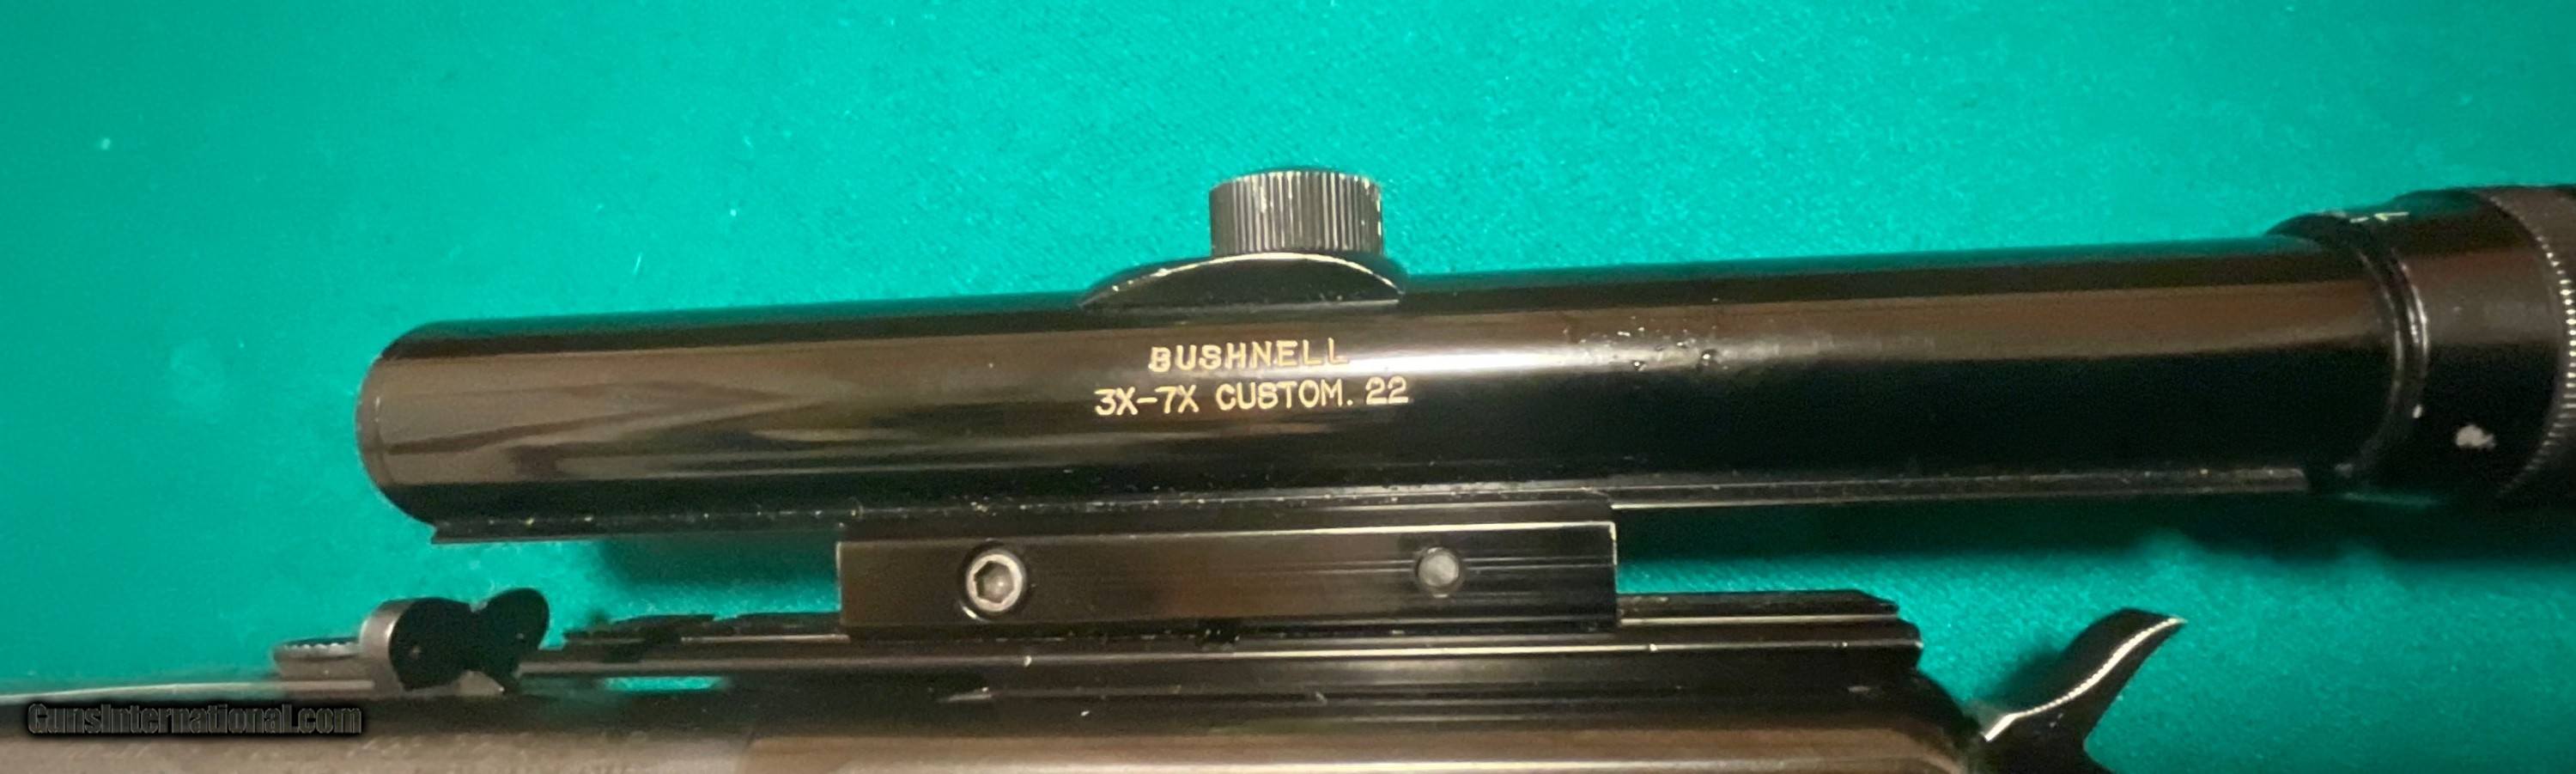 BUSHNELL
3X-7X CUSTOM. 22
GunsInternational.com